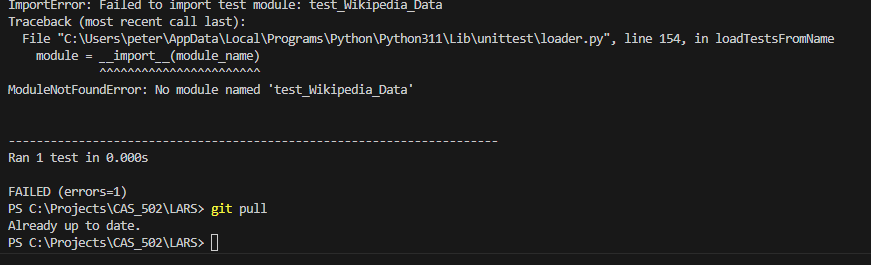 ImportError: Failed to import test module: test_Wikipedia_Data
Traceback (most recent call last):
  File "C:\Users\peter\AppData\Local\Programs\Python\Python311\Lib\unittest\loader.py", line 154, in loadTestsFromName
    module = __import__(module_name)
             ^^^^^^^^^^^^^^^^^^^^^^^
ModuleNotFoundError: No module named 'test_Wikipedia_Data'
----------------------------------------------------------------------
Ran 1 test in 0.000s
FAILED (errors=1)
PS C:\Projects\CAS_502\LARS> git pull
Already up to date.
PS C:\Projects\CAS_502\LARS>